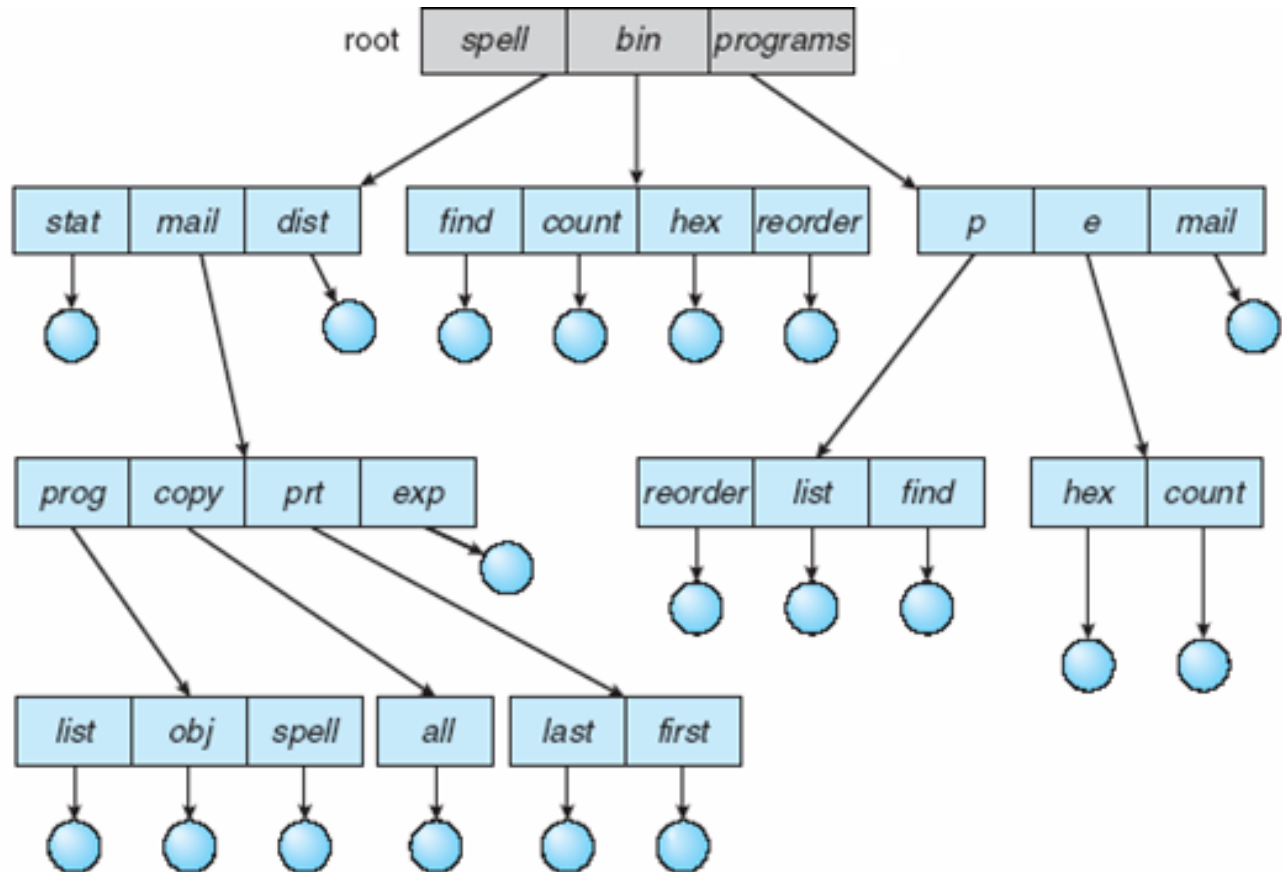 root spell bin programs
stat mail dist find count hex reorder p e mail
prog copy prt exp reorder list find hex count
list obj spell all last first